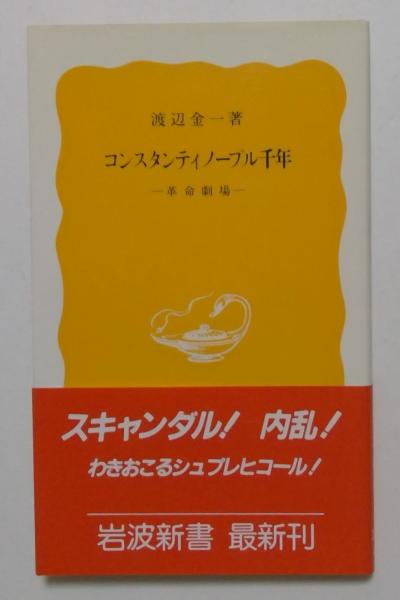 渡辺金一著
コンスタンティノープル千年
―革命劇場―
スキャンダル! 内乱!
わきおこるシュプレヒコール!
岩波新書 最新刊